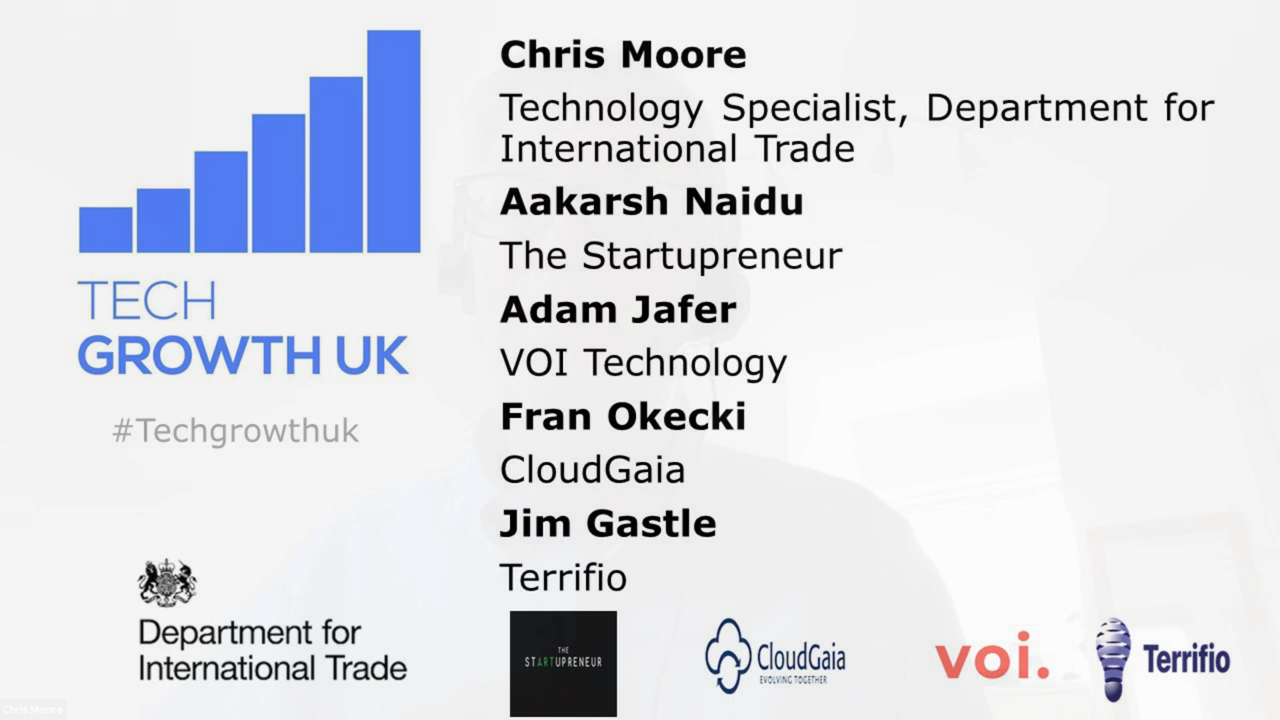 TECH
GROWTH UK
#Techgrowthuk
Department for
International Trade
Chris Moore
Technology Specialist, Department for
International Trade
Aakarsh Naidu
The Startupreneur
Adam Jafer
VOI Technology
Fran Okecki
CloudGaia
Jim Gastle
Terrifio
THE
STARTUPRENEUR
CloudGaia
EVOLVING TOGETHER
voi.
Terrifio
Chris Moore